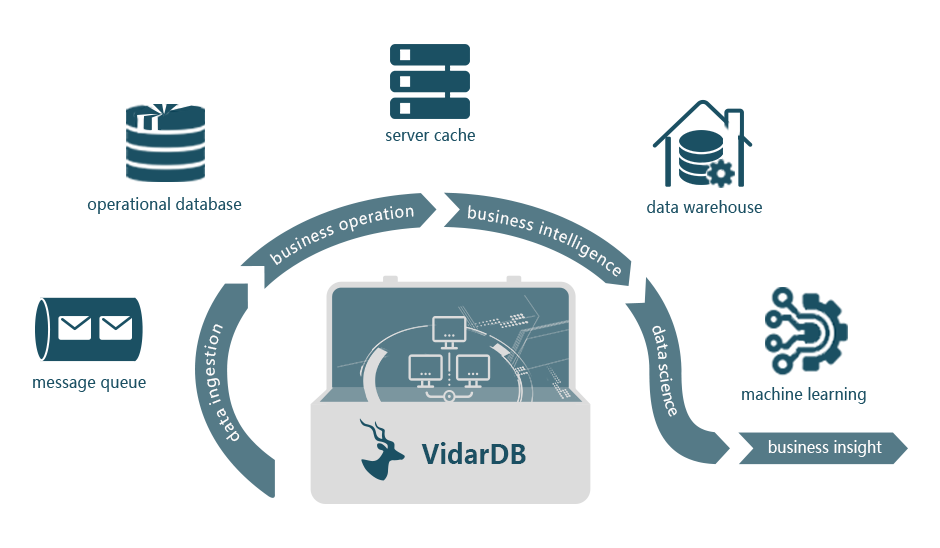 server cache
operational database
data warehouse
business operation
business intelligence
message queue
data ingestion
data science
machine learning
business insight
VidarDB